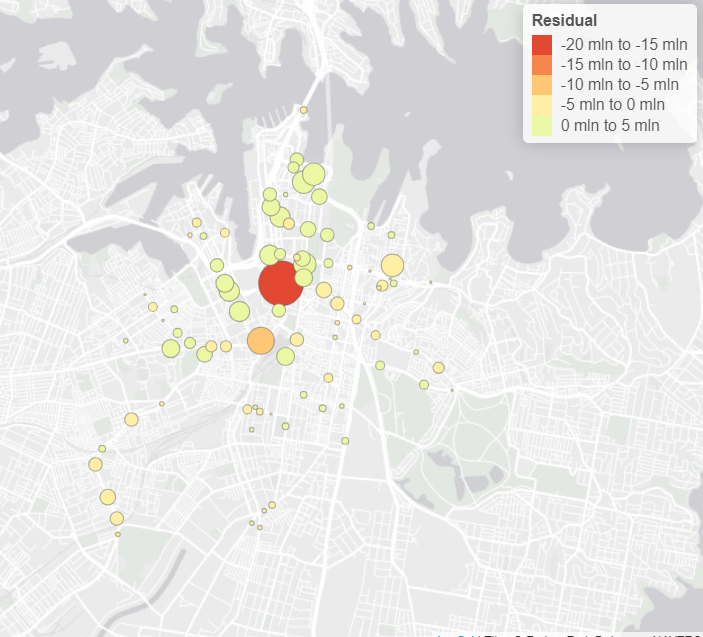 Residual
-20 mln to -15 mln
-15 mln to -10 mln
-10 mln to -5 mln
-5 mln to 0 mln
0 mln to 5 mln